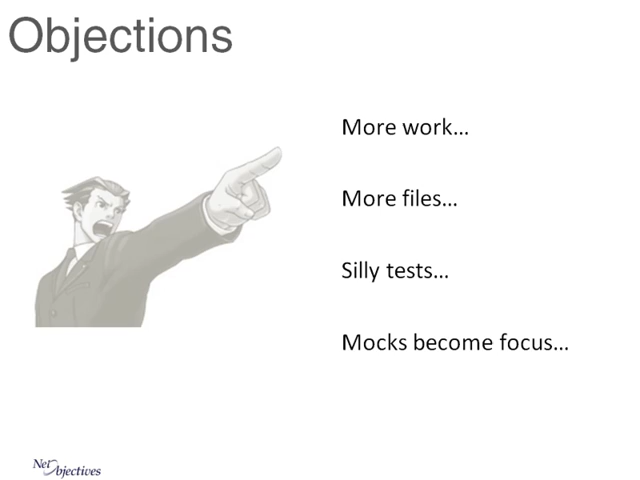 Objections
More work…
More files…
Silly tests…
Mocks become focus…
Net Objectives